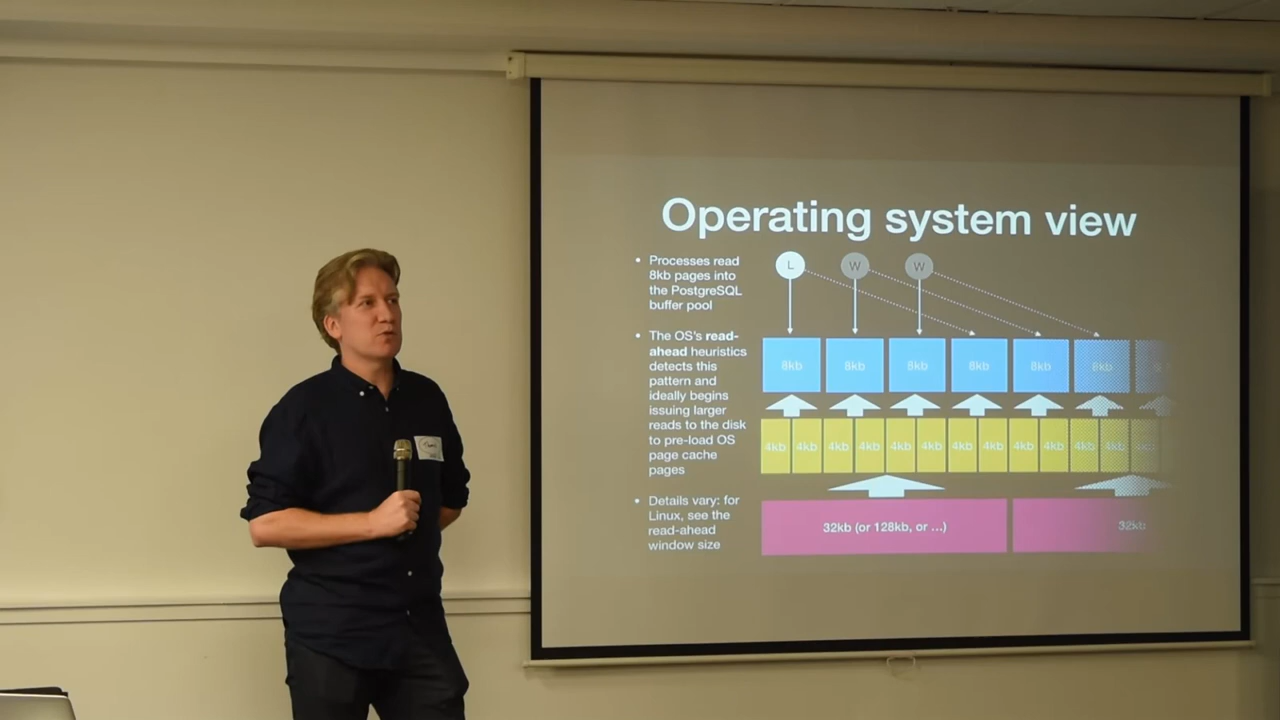 Operating system view
• Processes read
8kb pages into
the PostgreSQL
buffer pool
• The OS's read-
ahead heuristics
detects this
pattern and
ideally begins
issuing larger
reads to the disk
to pre-load OS
page cache
pages
• Details vary: for
Linux, see the
read-ahead
window size
L W W
8kb 8kb 8kb 8kb 8kb 8kb
4kb 4kb 4kb 4kb 4kb 4kb 4kb 4kb 4kb 4kb 4kb 4kb
32kb (or 128kb, or ...) 32kb